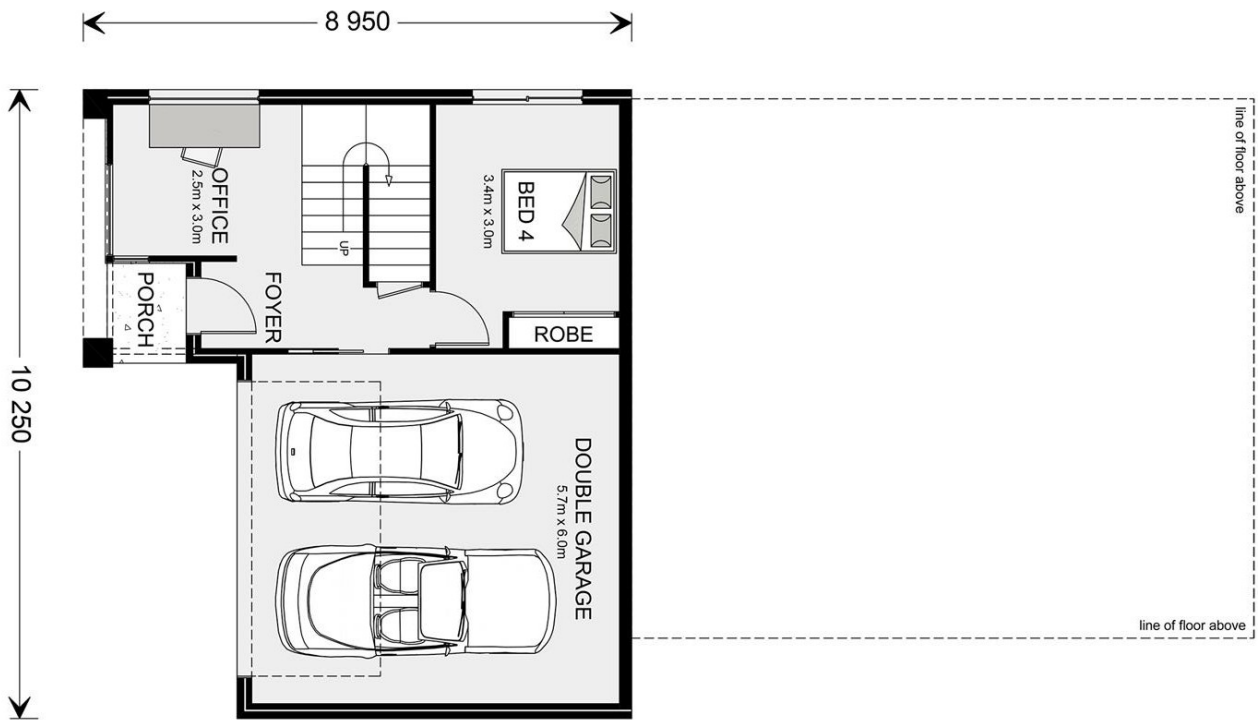 8 950
10 250
OFFICE
2.5m x 3.0m
UP
BED 4
3.4m x 3.0m
line of floor above
PORCH
FOYER
ROBE
DOUBLE GARAGE
5.7m x 6.0m
line of floor above